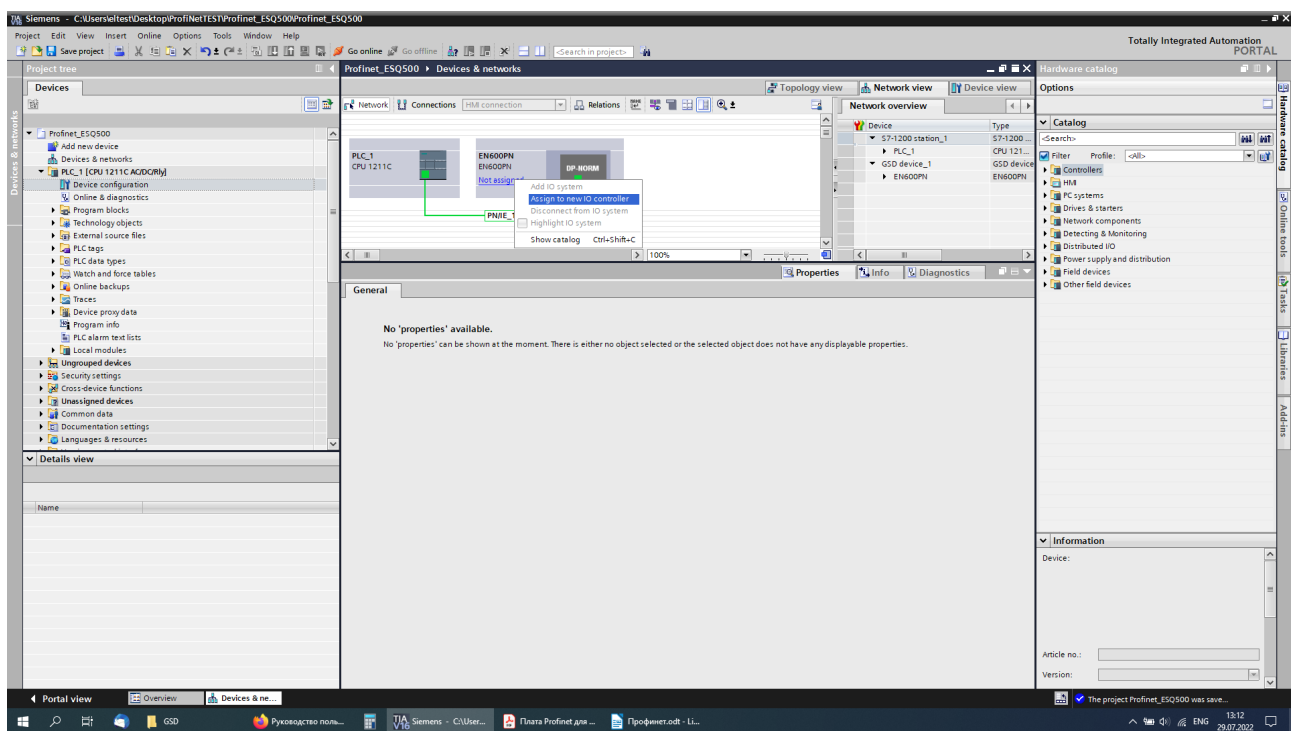 Siemens - C:\Users\eltest\Desktop\ProfiNetTEST\Profinet_ESQ500\Profinet_ESQ500
Project Edit View Insert Online Options Tools Window Help
Totally Integrated Automation
PORTAL
Save project
Go online
Go offline
<Search in project>
Project tree
Devices
Devices & networks
Profinet_ESQ500
Add new device
Devices & networks
PLC_1 [CPU 1211C AC/DC/Rly]
Device configuration
Online & diagnostics
Program blocks
Technology objects
External source files
PLC tags
PLC data types
Watch and force tables
Online backups
Traces
Device proxy data
Program info
PLC alarm text lists
Local modules
Ungrouped devices
Security settings
Cross-device functions
Unassigned devices
Common data
Documentation settings
Languages & resources
Details view
Name
Profinet_ESQ500 Devices & networks
Topology view
Network view
Device view
Network
Connections
HMI connection
Relations
PLC_1
CPU 1211C
EN600PN
EN600PN
Not assigned
DP-NORM
PN/IE_1
Add IO system
Assign to new IO controller
Disconnect from IO system
Highlight IO system
Show catalog Ctrl+Shift+C
100%
Network overview
Device Type
S7-1200 station_1 S7-1200 ...
PLC_1 CPU 121...
GSD device_1 GSD device
EN600PN EN600PN
Properties
Info
Diagnostics
General
No 'properties' available.
No 'properties' can be shown at the moment. There is either no object selected or the selected object does not have any displayable properties.
Hardware catalog
Options
Catalog
<Search>
Filter Profile: <All>
Controllers
HMI
PC systems
Drives & starters
Network components
Detecting & Monitoring
Distributed I/O
Power supply and distribution
Field devices
Other field devices
Information
Device:
Article no.:
Version:
Hardware catalog
Online tools
Tasks
Libraries
Add-ins
Portal view
Overview
Devices & ne...
The project Profinet_ESQ500 was save...
GSD
Руководство поль...
Siemens - C:\User...
Плата Profinet для ...
Профинет.odt - Li...
ENG
13:12
29.07.2022